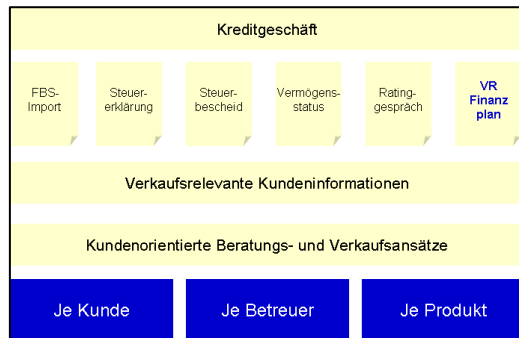 Kreditgeschäft
FBS-
Import
Steuer-
erklärung
Steuer-
bescheid
Vermögens-
status
Rating-
gespräch
VR
Finanz
plan
Verkaufsrelevante Kundeninformationen
Kundenorientierte Beratungs- und Verkaufsansätze
Je Kunde
Je Betreuer
Je Produkt